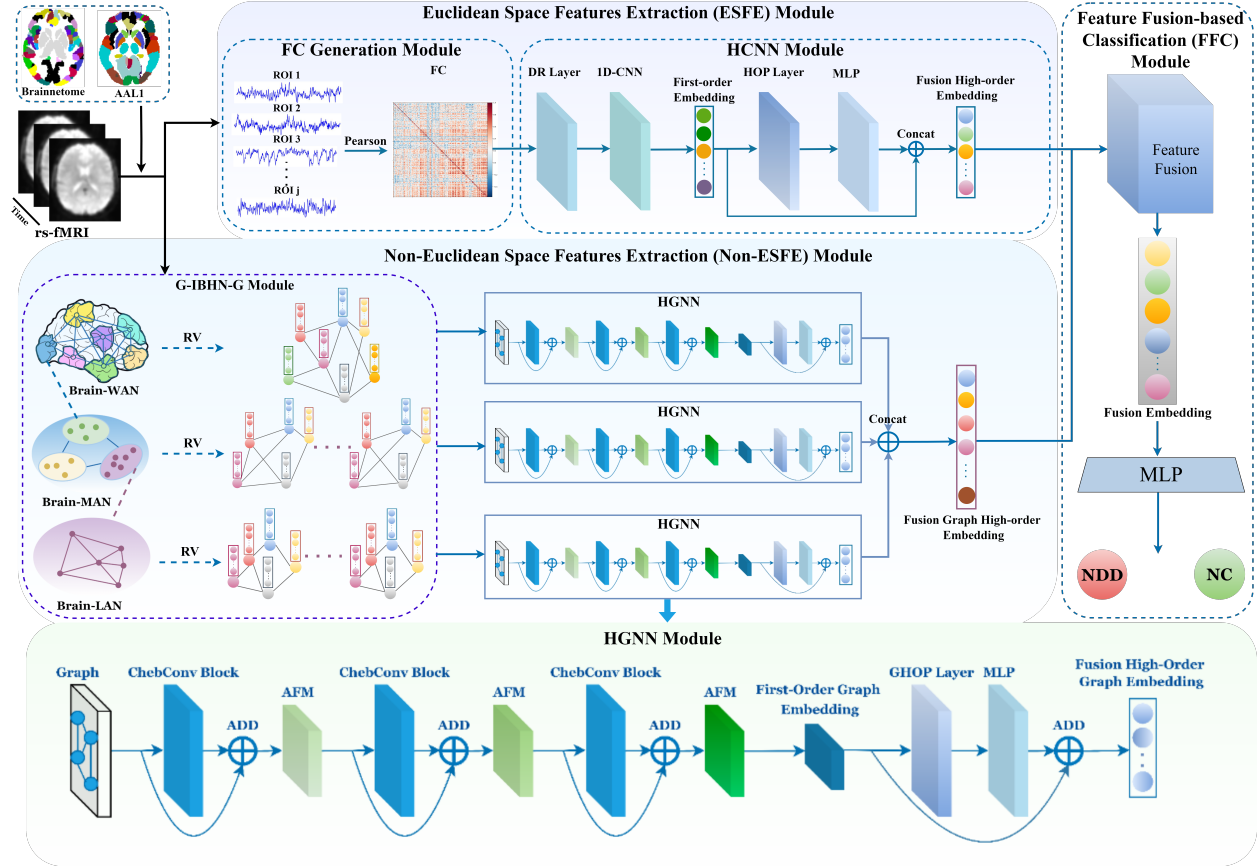 Euclidean Space Features Extraction (ESFE) Module
Feature Fusion-based
Classification (FFC)
Module
Brainnetome
AAL1
Time
rs-fMRI
FC Generation Module
ROI 1
ROI 2
ROI 3
ROI j
Pearson
FC
HCNN Module
DR Layer
1D-CNN
First-order
Embedding
HOP Layer
MLP
Concat
Fusion High-order
Embedding
Feature
Fusion
Fusion Embedding
MLP
NDD
NC
Non-Euclidean Space Features Extraction (Non-ESFE) Module
G-IBHN-G Module
Brain-WAN
RV
Brain-MAN
RV
Brain-LAN
RV
HGNN
HGNN
HGNN
Concat
Fusion Graph High-order
Embedding
HGNN Module
Graph
ChebConv Block
ADD
AFM
ChebConv Block
ADD
AFM
ChebConv Block
ADD
AFM
First-Order Graph
Embedding
GHOP Layer
MLP
ADD
Fusion High-Order
Graph Embedding